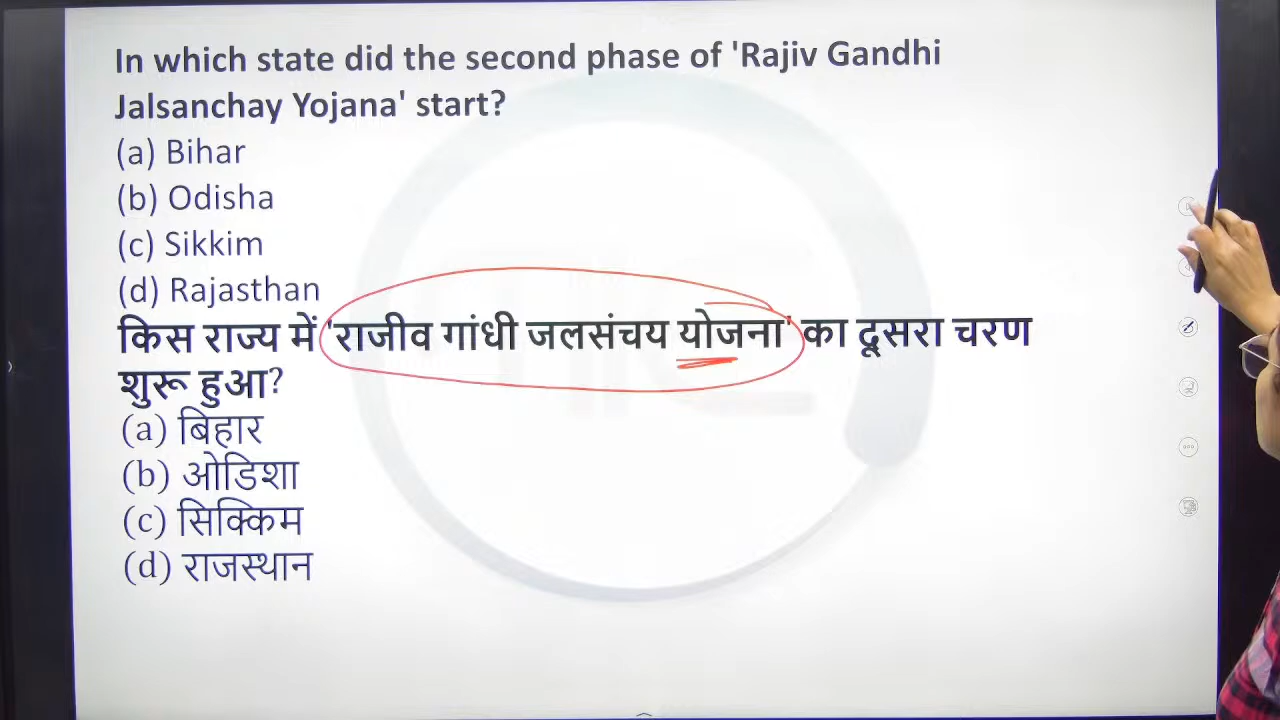 In which state did the second phase of 'Rajiv Gandhi
Jalsanchay Yojana' start?
(a) Bihar
(b) Odisha
(c) Sikkim
(d) Rajasthan
किस राज्य में 'राजीव गांधी जलसंचय योजना' का दूसरा चरण
शुरू हुआ?
(a) बिहार
(b) ओडिशा
(c) सिक्किम
(d) राजस्थान